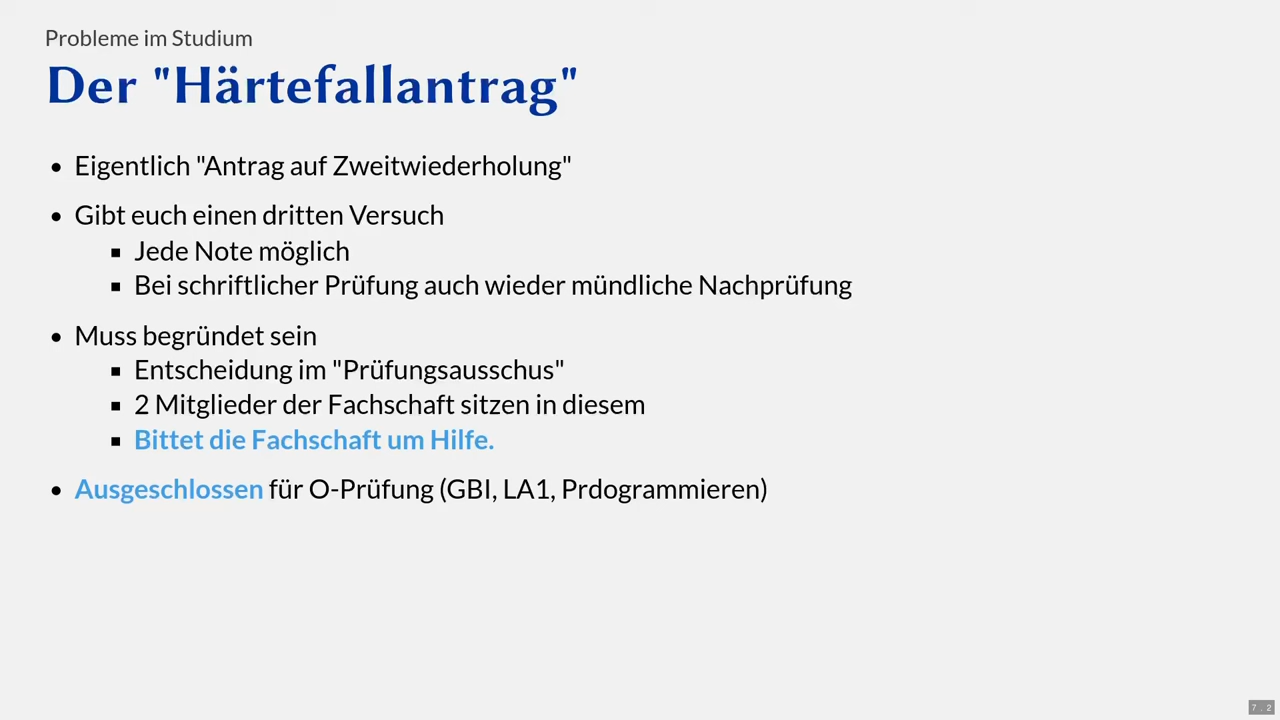 Probleme im Studium
Der "Härtefallantrag"
• Eigentlich "Antrag auf Zweitwiederholung"
• Gibt euch einen dritten Versuch
▪ Jede Note möglich
▪ Bei schriftlicher Prüfung auch wieder mündliche Nachprüfung
• Muss begründet sein
▪ Entscheidung im "Prüfungsausschus"
▪ 2 Mitglieder der Fachschaft sitzen in diesem
▪ Bittet die Fachschaft um Hilfe.
• Ausgeschlossen für O-Prüfung (GBI, LA1, Prdogrammieren)
7 . 2